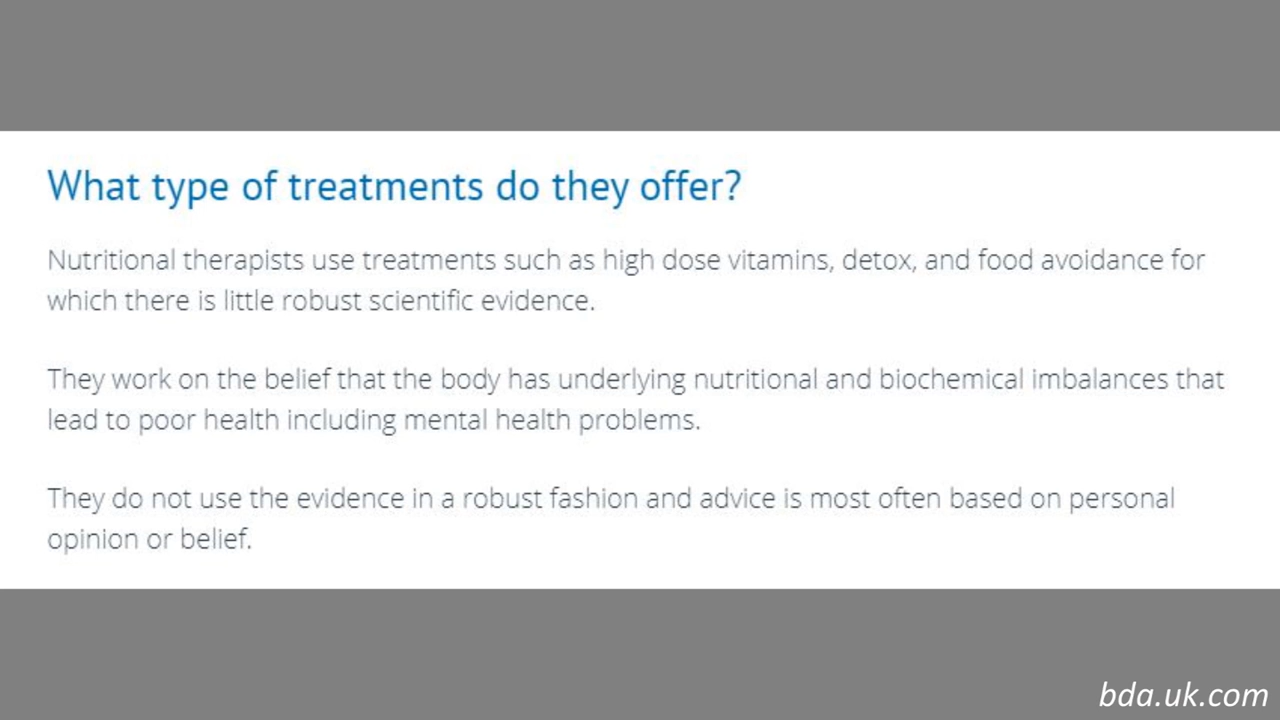 What type of treatments do they offer?
Nutritional therapists use treatments such as high dose vitamins, detox, and food avoidance for
which there is little robust scientific evidence.
They work on the belief that the body has underlying nutritional and biochemical imbalances that
lead to poor health including mental health problems.
They do not use the evidence in a robust fashion and advice is most often based on personal
opinion or belief.
bda.uk.com